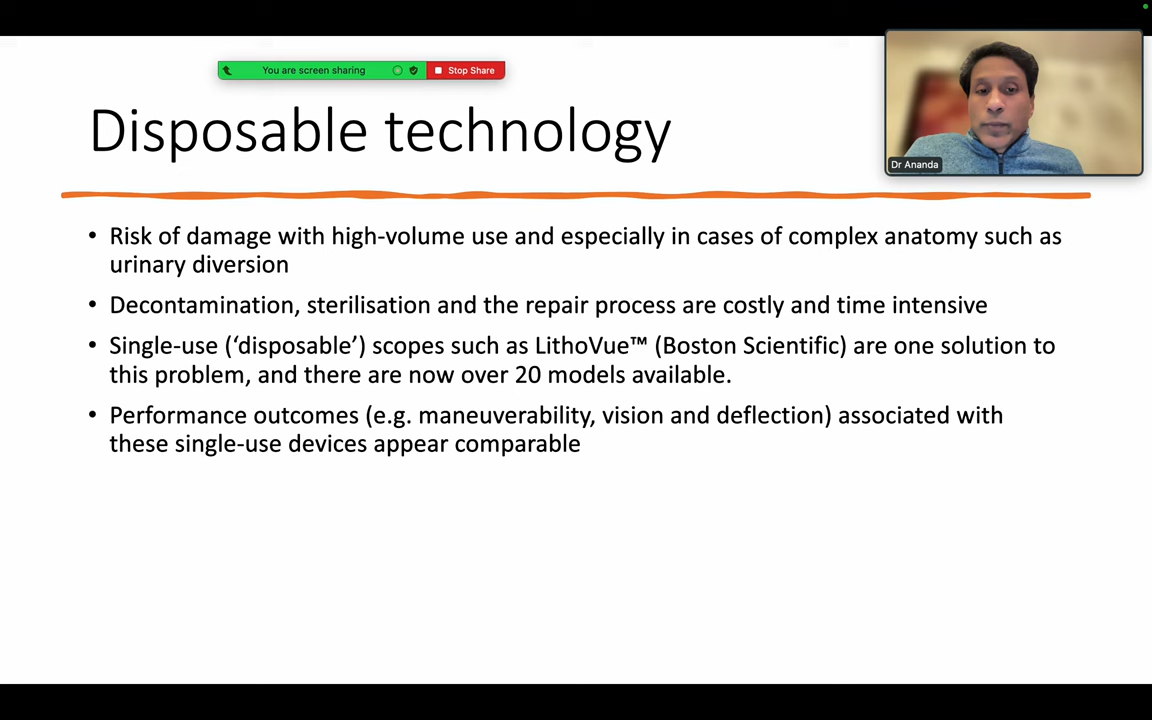 You are screen sharing
Stop Share
Disposable technology
Dr Ananda
• Risk of damage with high-volume use and especially in cases of complex anatomy such as
urinary diversion
• Decontamination, sterilisation and the repair process are costly and time intensive
• Single-use (‘disposable’) scopes such as LithoVue™ (Boston Scientific) are one solution to
this problem, and there are now over 20 models available.
• Performance outcomes (e.g. maneuverability, vision and deflection) associated with
these single-use devices appear comparable